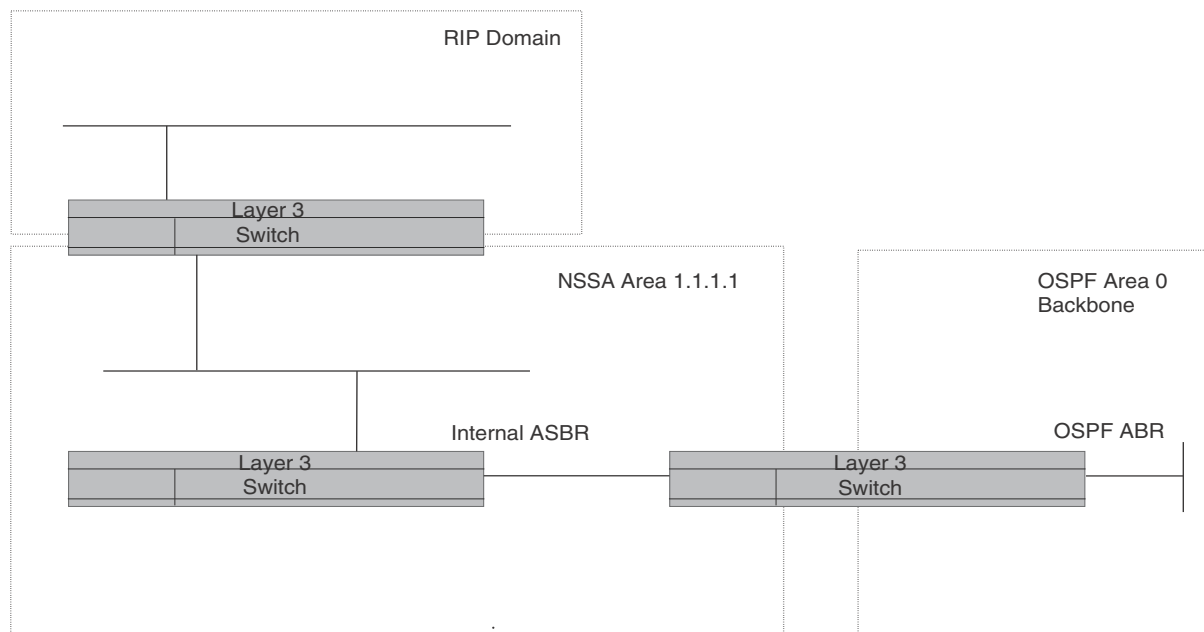 RIP Domain
Layer 3
Switch
NSSA Area 1.1.1.1
OSPF Area 0
Backbone
Internal ASBR
OSPF ABR
Layer 3
Switch
Layer 3
Switch